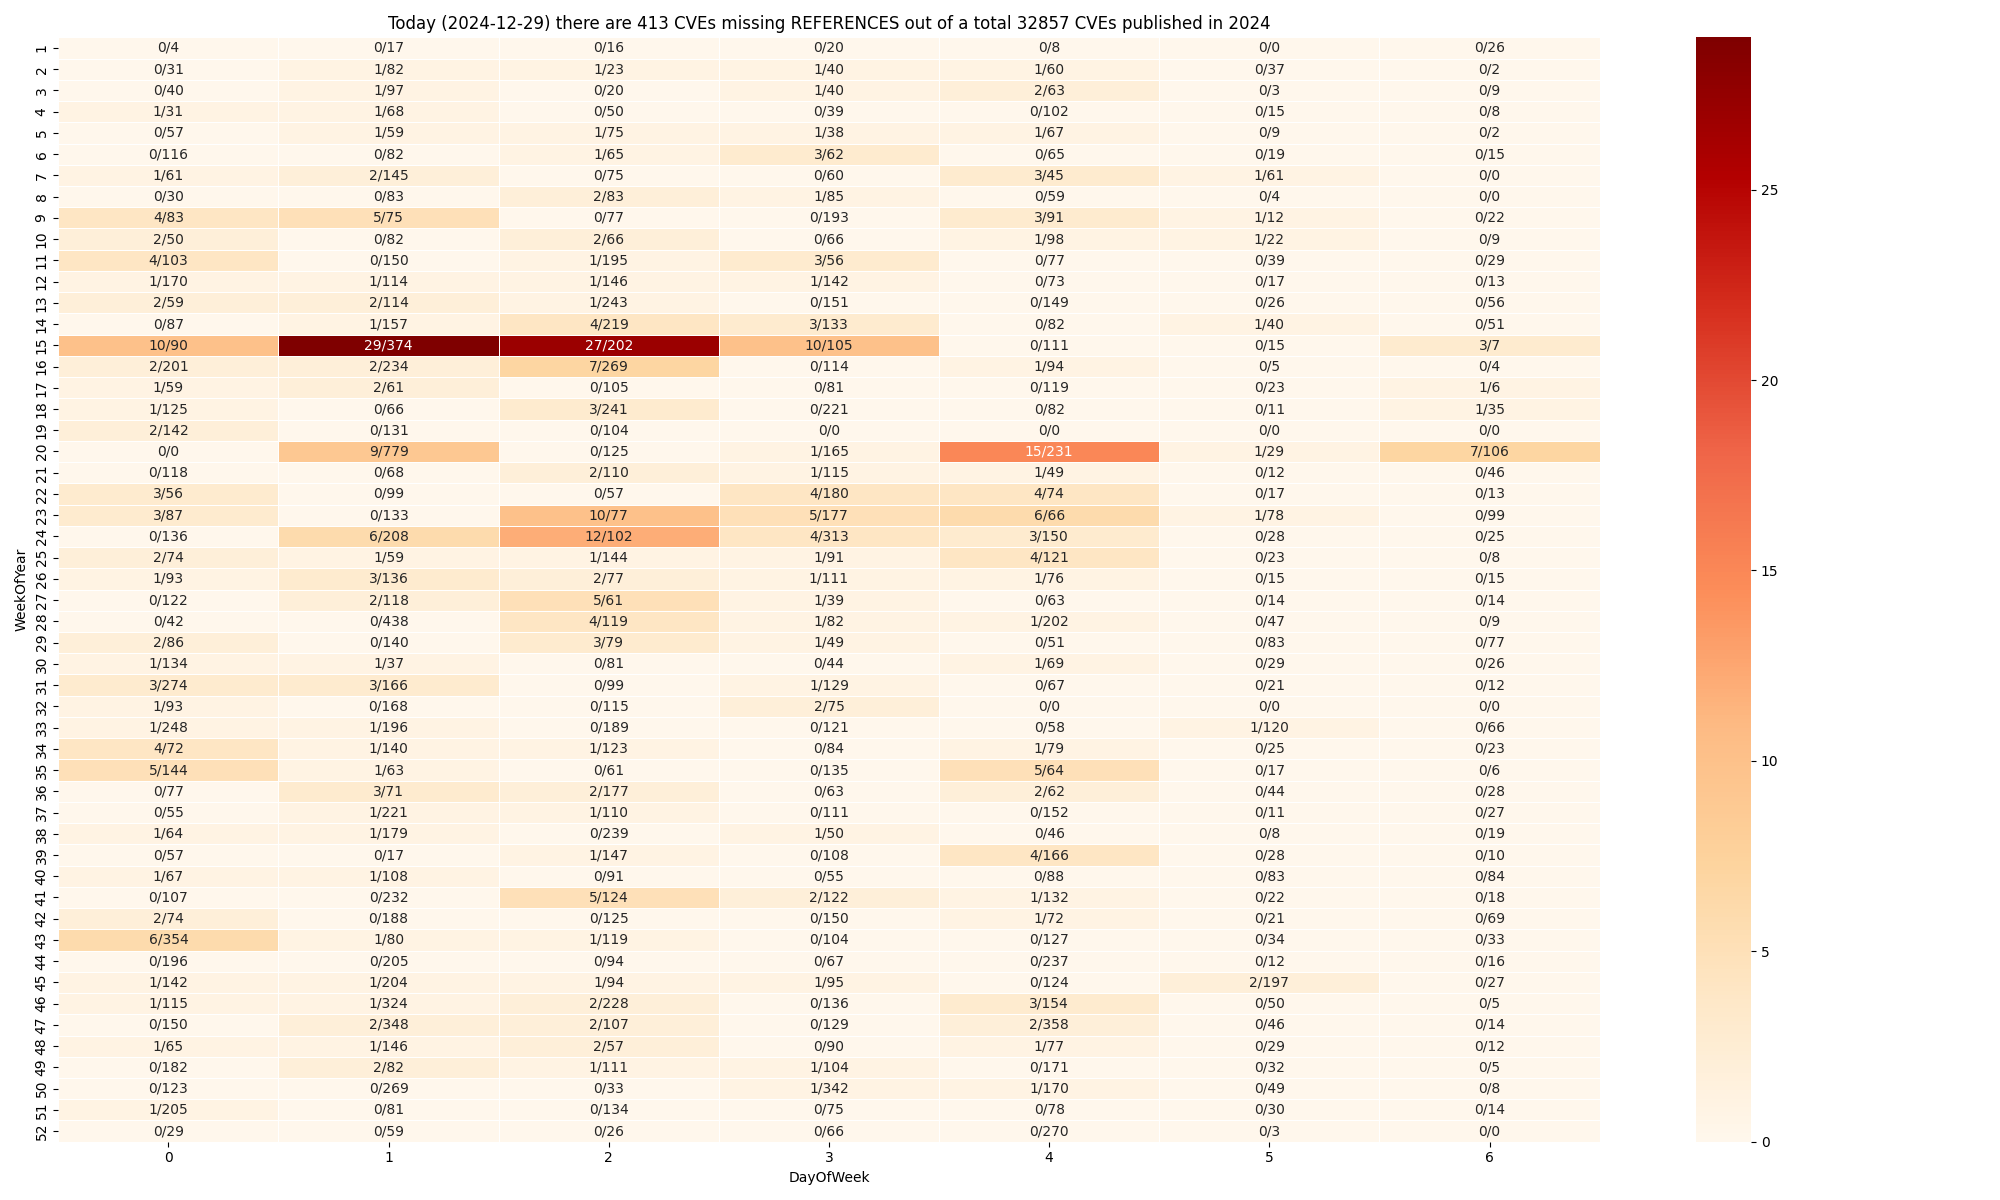 Today (2024-12-29) there are 413 CVEs missing REFERENCES out of a total 32857 CVEs published in 2024
1 0/4 0/17 0/16 0/20 0/8 0/0 0/26
2 0/31 1/82 1/23 1/40 1/60 0/37 0/2
3 0/40 1/97 0/20 1/40 2/63 0/3 0/9
4 1/31 1/68 0/50 0/39 0/102 0/15 0/8
5 0/57 1/59 1/75 1/38 1/67 0/9 0/2
6 0/116 0/82 1/65 3/62 0/65 0/19 0/15
7 1/61 2/145 0/75 0/60 3/45 1/61 0/0
8 0/30 0/83 2/83 1/85 0/59 0/4 0/0
9 4/83 5/75 0/77 0/193 3/91 1/12 0/22
10 2/50 0/82 2/66 0/66 1/98 1/22 0/9
11 4/103 0/150 1/195 3/56 0/77 0/39 0/29
12 1/170 1/114 1/146 1/142 0/73 0/17 0/13
13 2/59 2/114 1/243 0/151 0/149 0/26 0/56
14 0/87 1/157 4/219 3/133 0/82 1/40 0/51
15 10/90 29/374 27/202 10/105 0/111 0/15 3/7
16 2/201 2/234 7/269 0/114 1/94 0/5 0/4
17 1/59 2/61 0/105 0/81 0/119 0/23 1/6
18 1/125 0/66 3/241 0/221 0/82 0/11 1/35
19 2/142 0/131 0/104 0/0 0/0 0/0 0/0
20 0/0 9/779 0/125 1/165 15/231 1/29 7/106
21 0/118 0/68 2/110 1/115 1/49 0/12 0/46
22 3/56 0/99 0/57 4/180 4/74 0/17 0/13
23 3/87 0/133 10/77 5/177 6/66 1/78 0/99
24 0/136 6/208 12/102 4/313 3/150 0/28 0/25
25 2/74 1/59 1/144 1/91 4/121 0/23 0/8
26 1/93 3/136 2/77 1/111 1/76 0/15 0/15
27 0/122 2/118 5/61 1/39 0/63 0/14 0/14
28 0/42 0/438 4/119 1/82 1/202 0/47 0/9
29 2/86 0/140 3/79 1/49 0/51 0/83 0/77
30 1/134 1/37 0/81 0/44 1/69 0/29 0/26
31 3/274 3/166 0/99 1/129 0/67 0/21 0/12
32 1/93 0/168 0/115 2/75 0/0 0/0 0/0
33 1/248 1/196 0/189 0/121 0/58 1/120 0/66
34 4/72 1/140 1/123 0/84 1/79 0/25 0/23
35 5/144 1/63 0/61 0/135 5/64 0/17 0/6
36 0/77 3/71 2/177 0/63 2/62 0/44 0/28
37 0/55 1/221 1/110 0/111 0/152 0/11 0/27
38 1/64 1/179 0/239 1/50 0/46 0/8 0/19
39 0/57 0/17 1/147 0/108 4/166 0/28 0/10
40 1/67 1/108 0/91 0/55 0/88 0/83 0/84
41 0/107 0/232 5/124 2/122 1/132 0/22 0/18
42 2/74 0/188 0/125 0/150 1/72 0/21 0/69
43 6/354 1/80 1/119 0/104 0/127 0/34 0/33
44 0/196 0/205 0/94 0/67 0/237 0/12 0/16
45 1/142 1/204 1/94 1/95 0/124 2/197 0/27
46 1/115 1/324 2/228 0/136 3/154 0/50 0/5
47 0/150 2/348 2/107 0/129 2/358 0/46 0/14
48 1/65 1/146 2/57 0/90 1/77 0/29 0/12
49 0/182 2/82 1/111 1/104 0/171 0/32 0/5
50 0/123 0/269 0/33 1/342 1/170 0/49 0/8
51 1/205 0/81 0/134 0/75 0/78 0/30 0/14
52 0/29 0/59 0/26 0/66 0/270 0/3 0/0
0 1 2 3 4 5 6
DayOfWeek
WeekOfYear
25
20
15
10
5
0